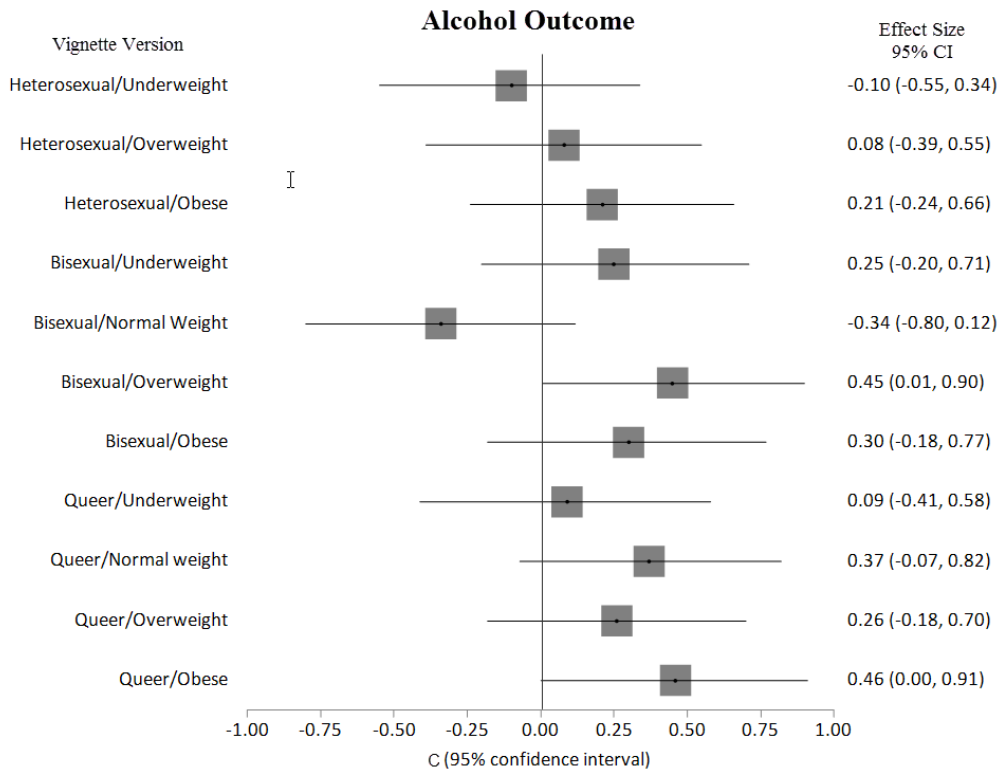 Alcohol Outcome
Vignette Version
Effect Size
95% CI
Heterosexual/Underweight -0.10 (-0.55, 0.34)
Heterosexual/Overweight 0.08 (-0.39, 0.55)
Heterosexual/Obese 0.21 (-0.24, 0.66)
Bisexual/Underweight 0.25 (-0.20, 0.71)
Bisexual/Normal Weight -0.34 (-0.80, 0.12)
Bisexual/Overweight 0.45 (0.01, 0.90)
Bisexual/Obese 0.30 (-0.18, 0.77)
Queer/Underweight 0.09 (-0.41, 0.58)
Queer/Normal weight 0.37 (-0.07, 0.82)
Queer/Overweight 0.26 (-0.18, 0.70)
Queer/Obese 0.46 (0.00, 0.91)
-1.00 -0.75 -0.50 -0.25 0.00 0.25 0.50 0.75 1.00
C (95% confidence interval)